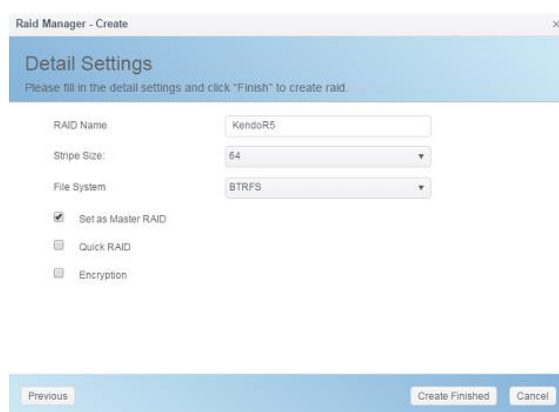 Raid Manager - Create
Detail Settings
Please fill in the detail settings and click "Finish" to create raid.
RAID Name KendoR5
Stripe Size: 64
File System BTRFS
Set as Master RAID
Quick RAID
Encryption
Previous Create Finished Cancel